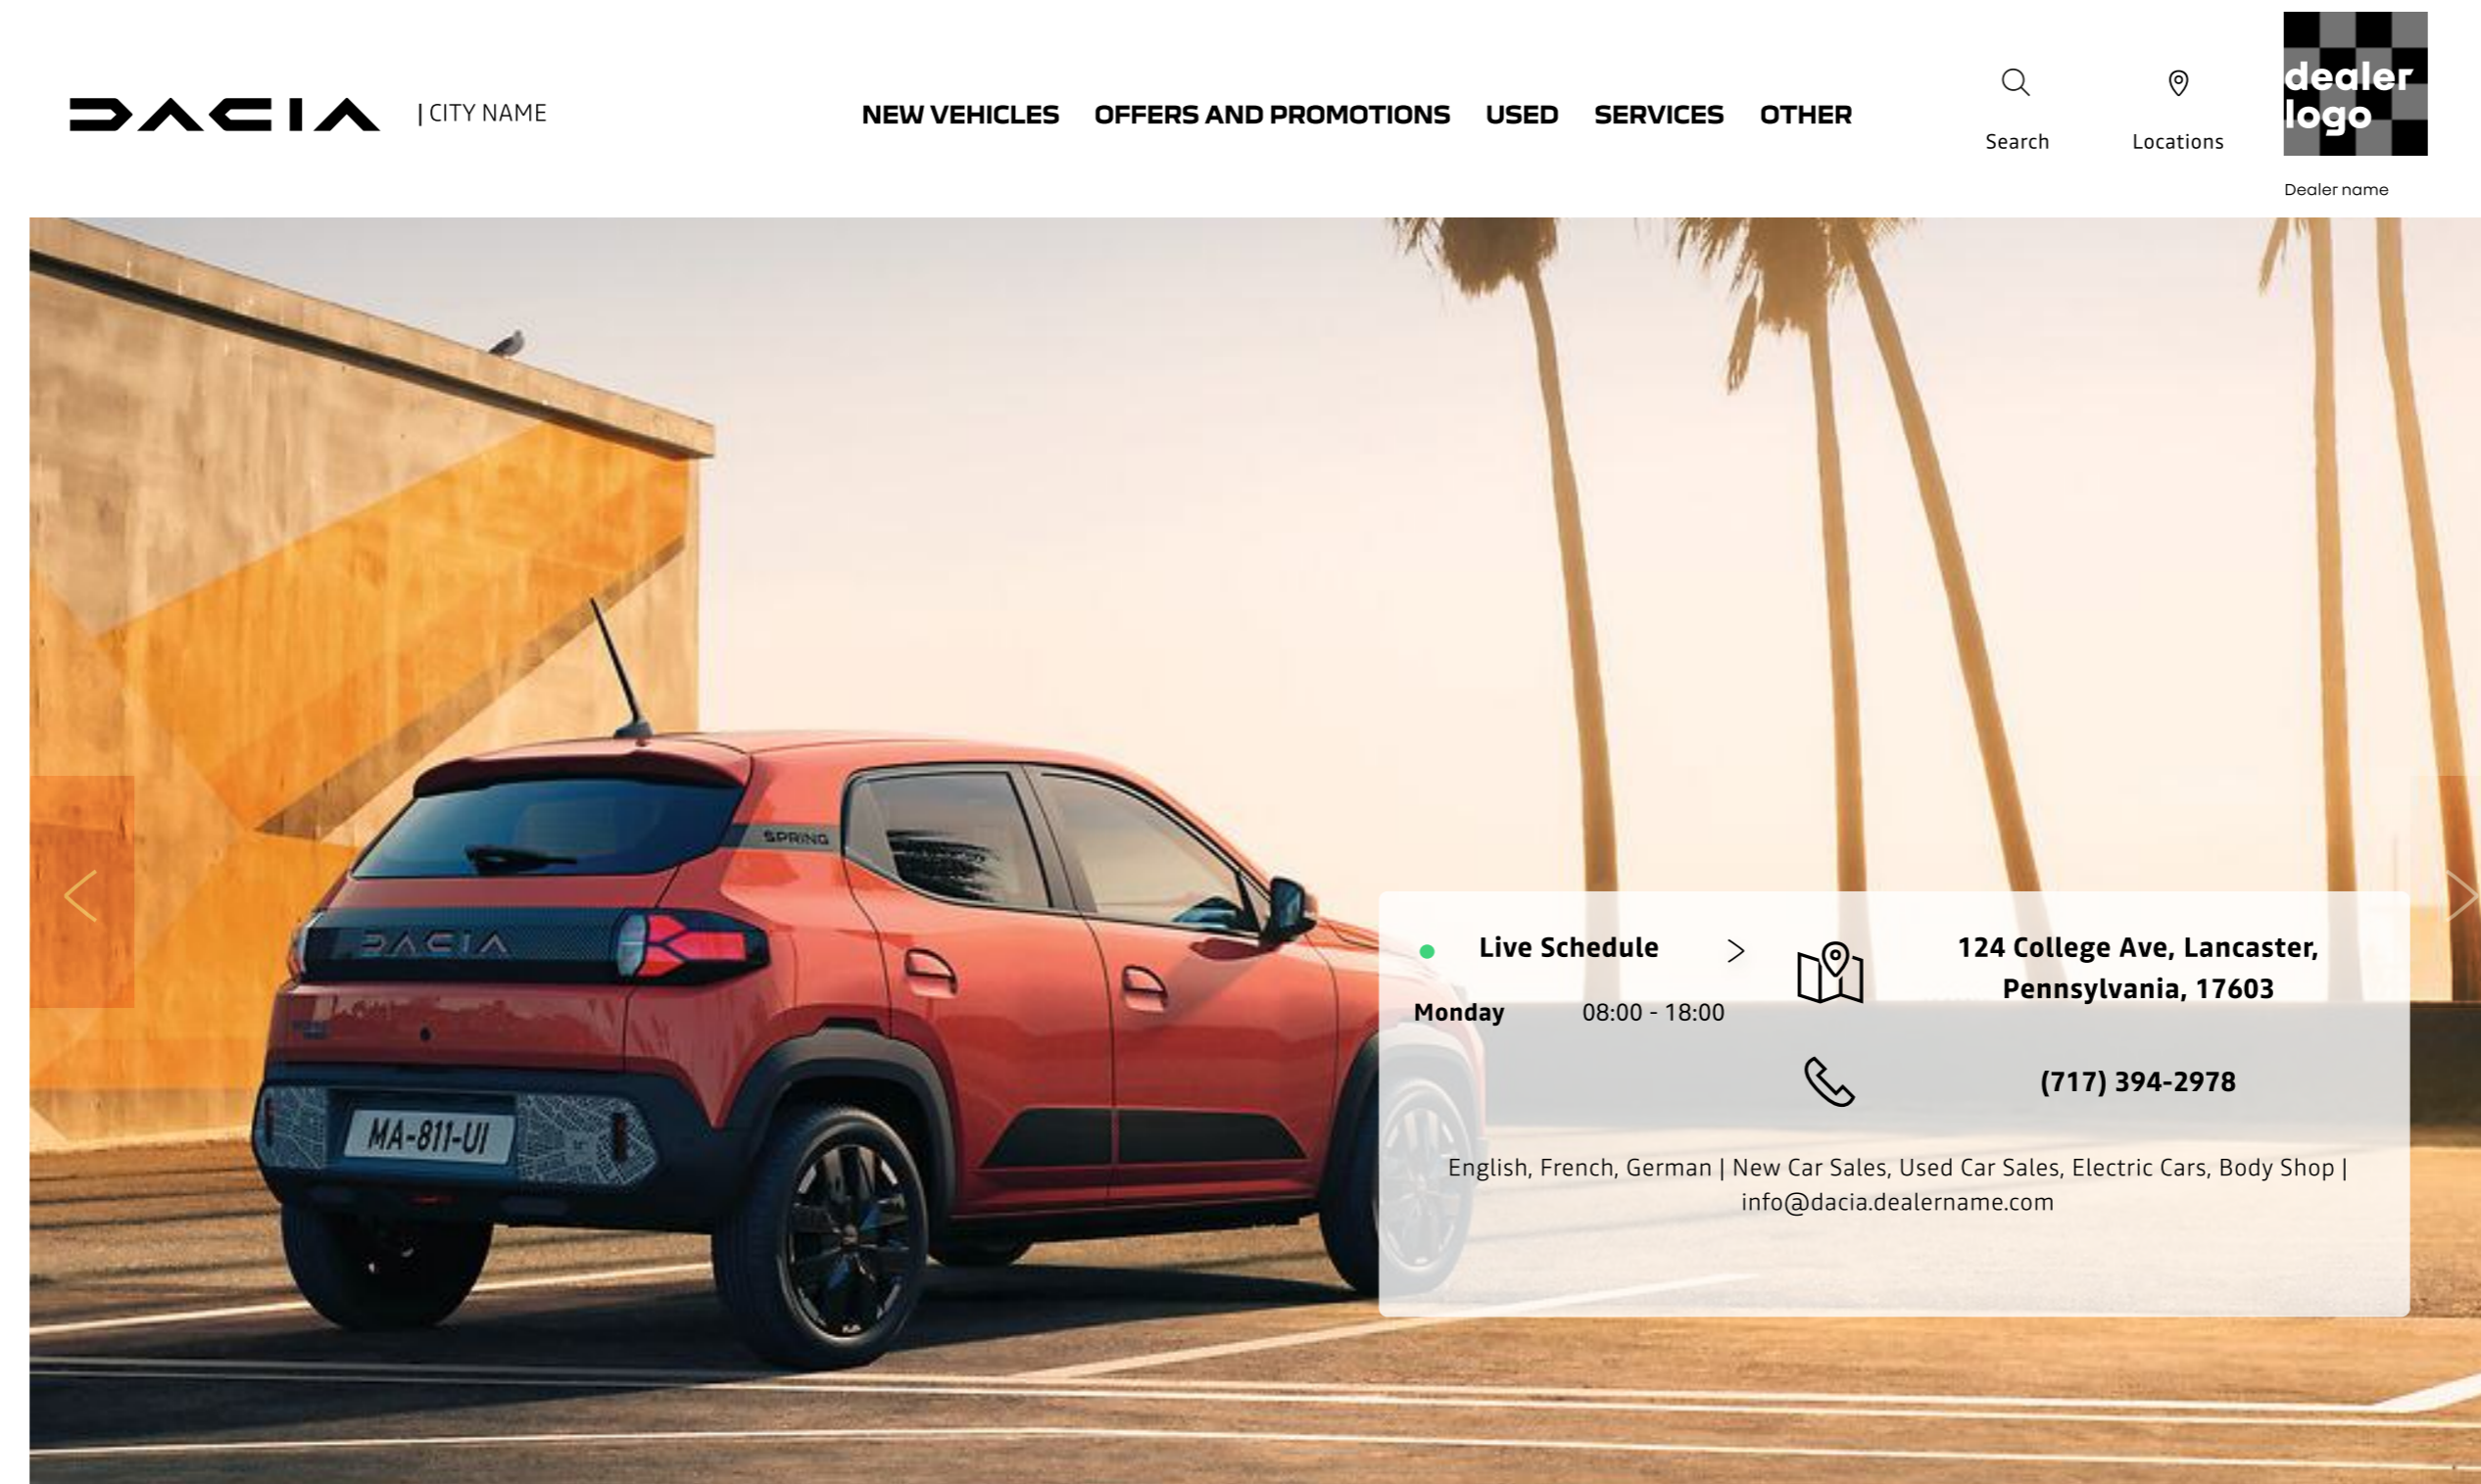 DACIA
| CITY NAME
NEW VEHICLES
OFFERS AND PROMOTIONS
USED
SERVICES
OTHER
Search
Locations
dealer
logo
Dealer name
SPRING
DACIA
MA-811-UI
Live Schedule
Monday 08:00 - 18:00
124 College Ave, Lancaster,
Pennsylvania, 17603
(717) 394-2978
English, French, German | New Car Sales, Used Car Sales, Electric Cars, Body Shop |
info@dacia.dealername.com